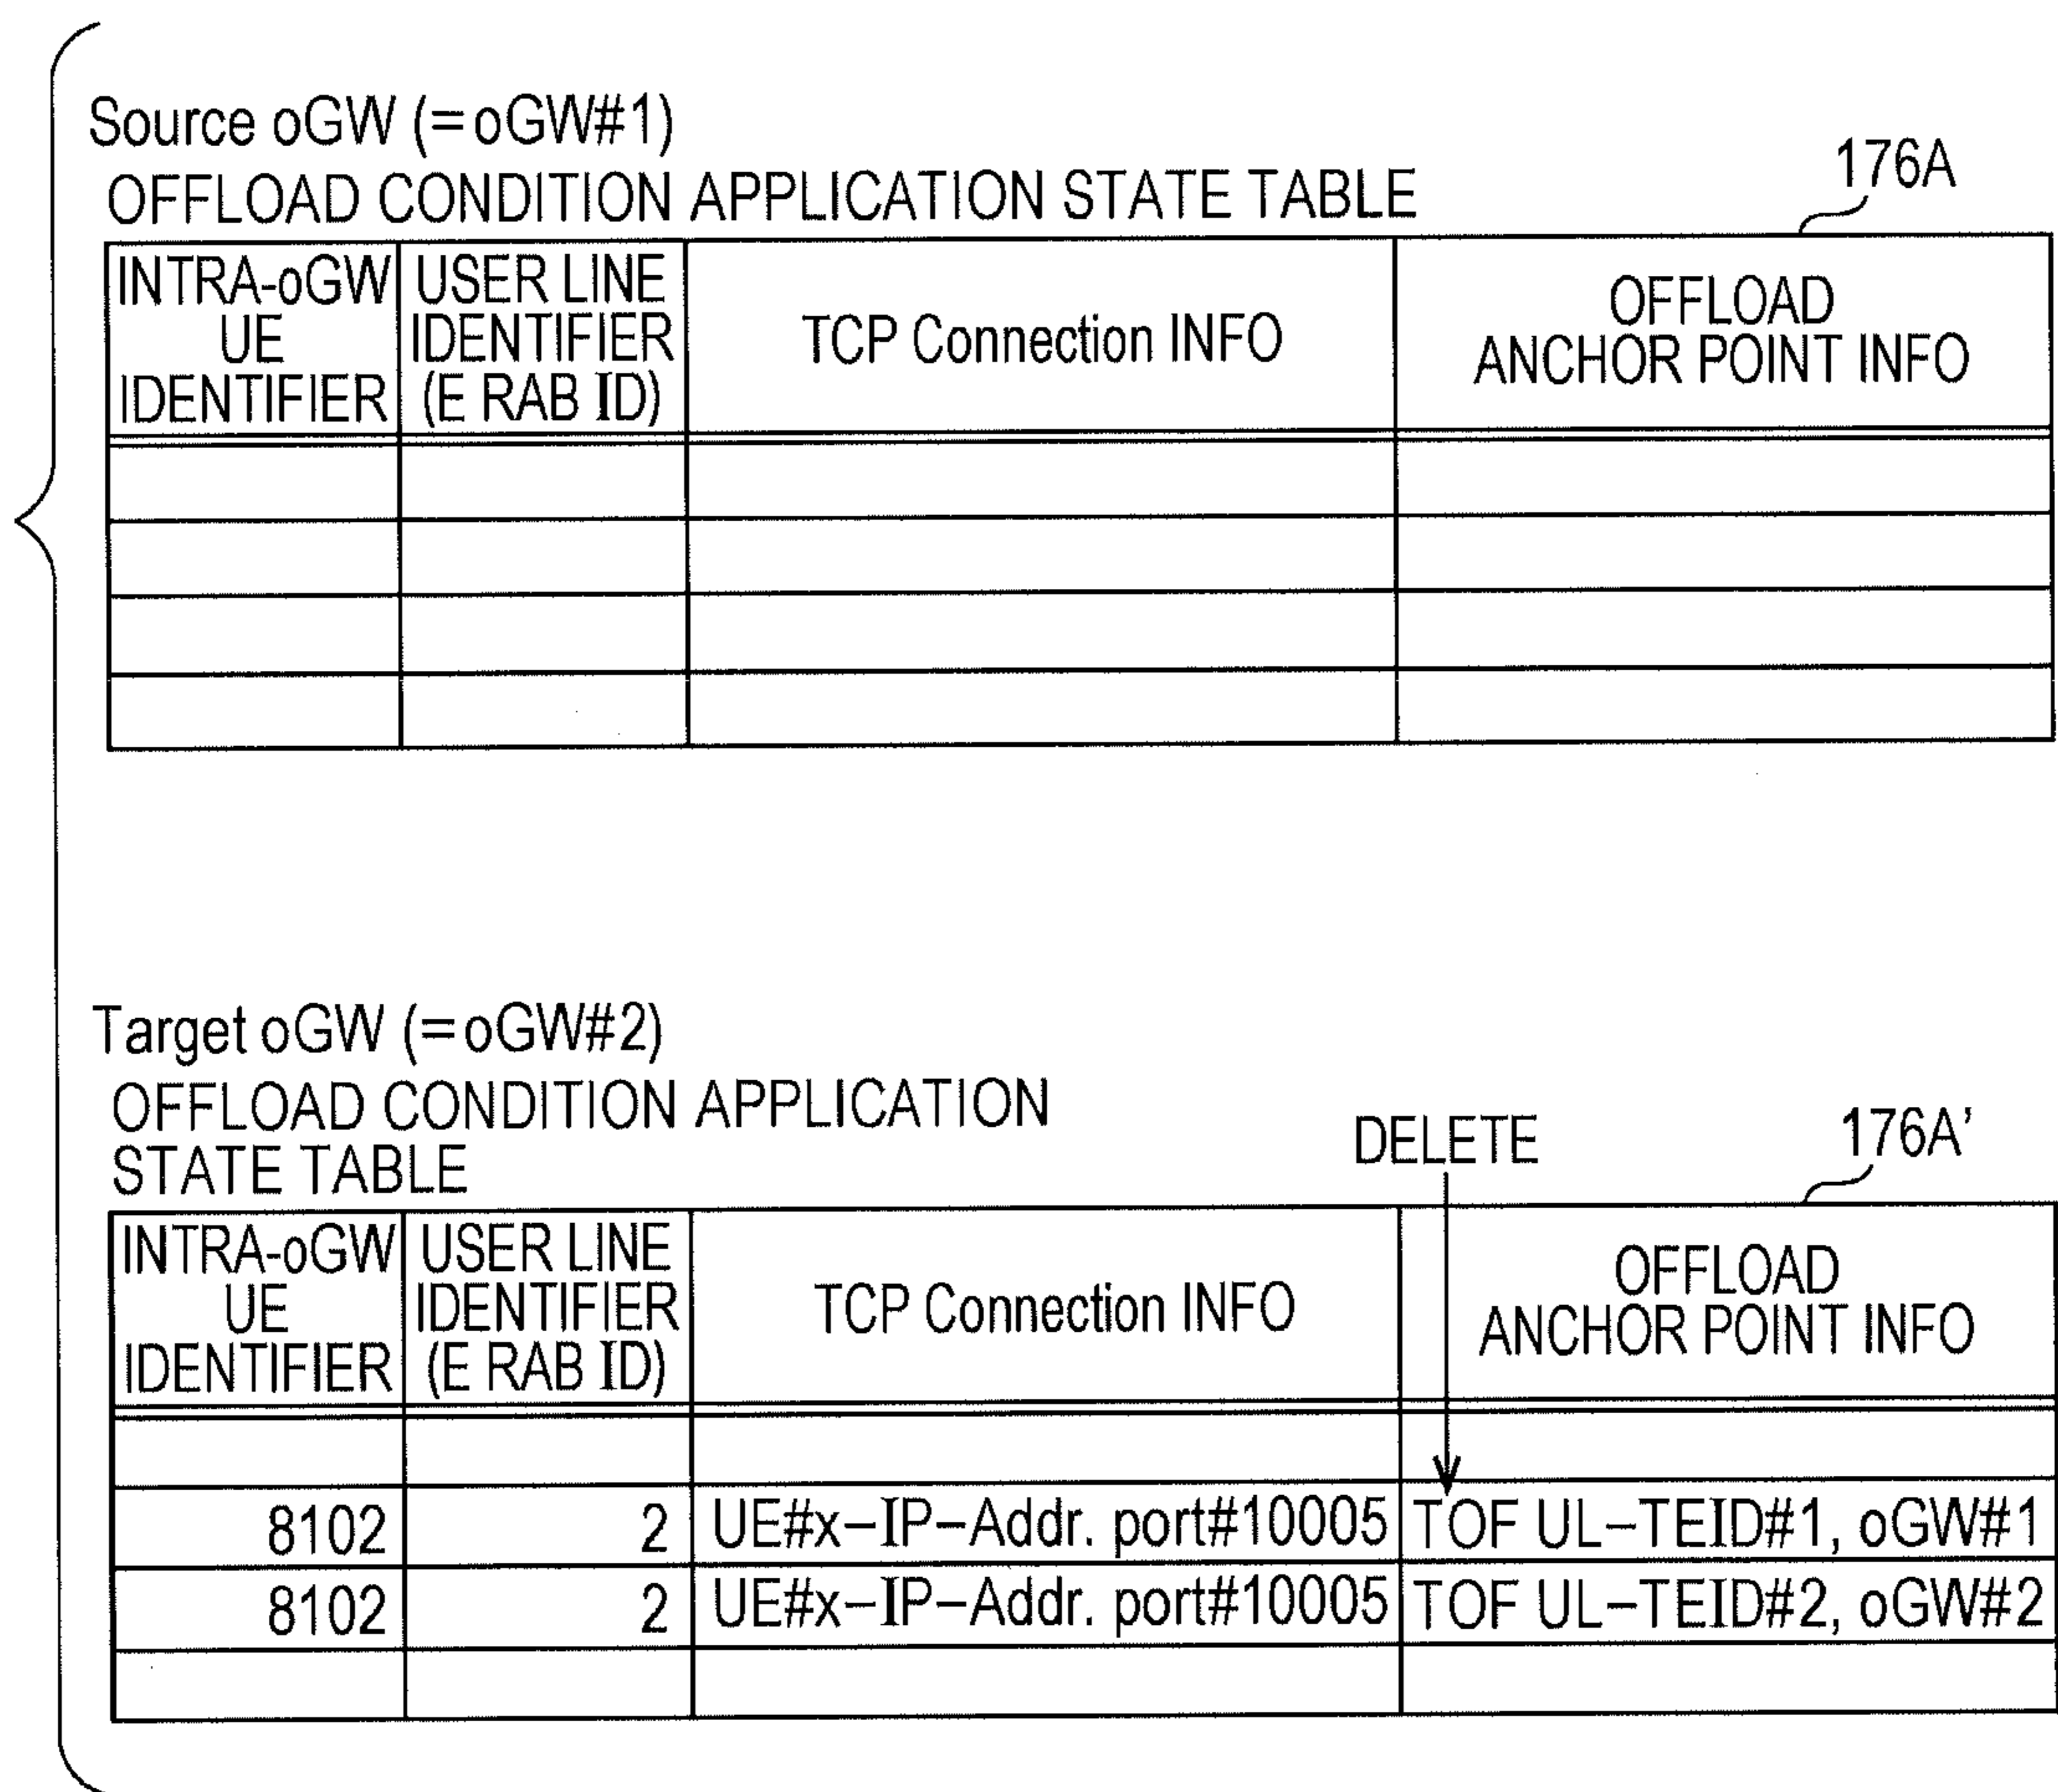 Source oGW (=oGW#1)
OFFLOAD CONDITION APPLICATION STATE TABLE
176A
INTRA-oGW
UE
IDENTIFIER
USER LINE
IDENTIFIER
(E RAB ID)
TCP Connection INFO
OFFLOAD
ANCHOR POINT INFO
Target oGW (=oGW#2)
OFFLOAD CONDITION APPLICATION
STATE TABLE
DELETE
176A'
INTRA-oGW
UE
IDENTIFIER
USER LINE
IDENTIFIER
(E RAB ID)
TCP Connection INFO
OFFLOAD
ANCHOR POINT INFO
8102 2 UE#x–IP–Addr. port#10005 TOF UL–TEID#1, oGW#1
8102 2 UE#x–IP–Addr. port#10005 TOF UL–TEID#2, oGW#2